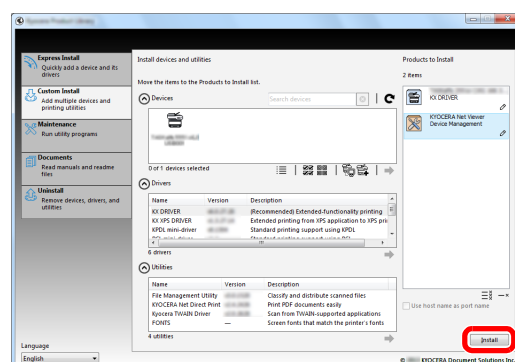 Kyocera Product Library
Express Install
Quickly add a device and its
drivers
Custom Install
Add multiple devices and
printing utilities
Maintenance
Run utility programs
Documents
Read manuals and readme
files
Uninstall
Remove devices, drivers, and
utilities
Language
English
Install devices and utilities
Move the items to the Products to Install list.
Devices
Search devices
0 of 1 devices selected
Drivers
Name Version Description
KX DRIVER (Recommended) Extended-functionality printing
KX XPS DRIVER Extended printing from XPS application to XPS prin
KPDL mini-driver Standard printing support using KPDL
6 drivers
Utilities
Name Version Description
File Management Utility Classify and distribute scanned files
KYOCERA Net Direct Print Print PDF documents easily
Kyocera TWAIN Driver Scan from TWAIN-supported applications
FONTS --- Screen fonts that match the printer's fonts
4 utilities
Products to Install
2 items
KX DRIVER
KYOCERA Net Viewer
Device Management
Use host name as port name
Install
© KYOCERA Document Solutions Inc.